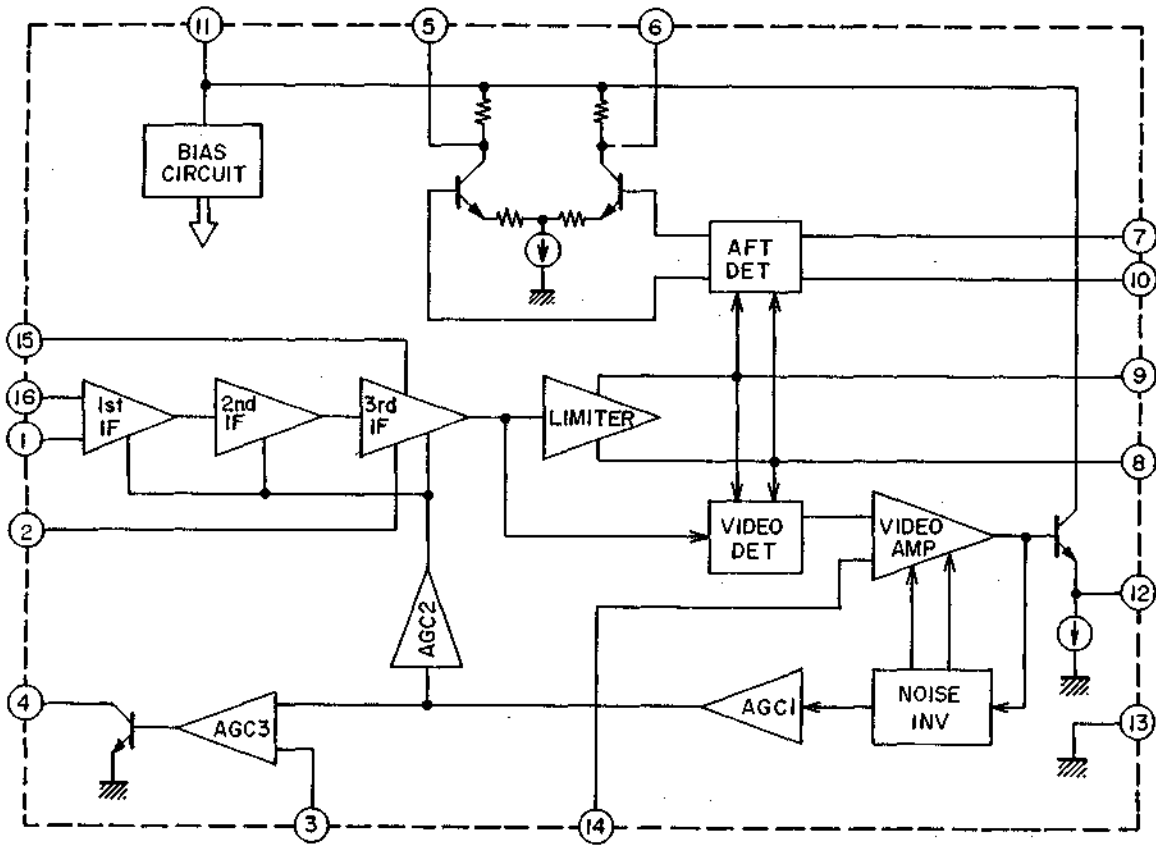 11
5
6
BIAS
CIRCUIT
AFT
DET
7
10
15
16
1
1st
IF
2nd
IF
3rd
IF
LIMITER
9
8
2
VIDEO
DET
VIDEO
AMP
12
AGC2
4
AGC3
AGC1
NOISE
INV
13
3
14